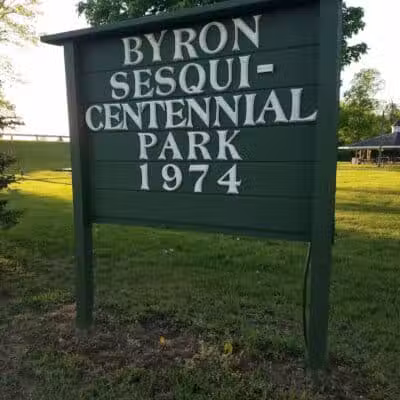 BYRON
SESQUI-
CENTENNIAL
PARK
1974